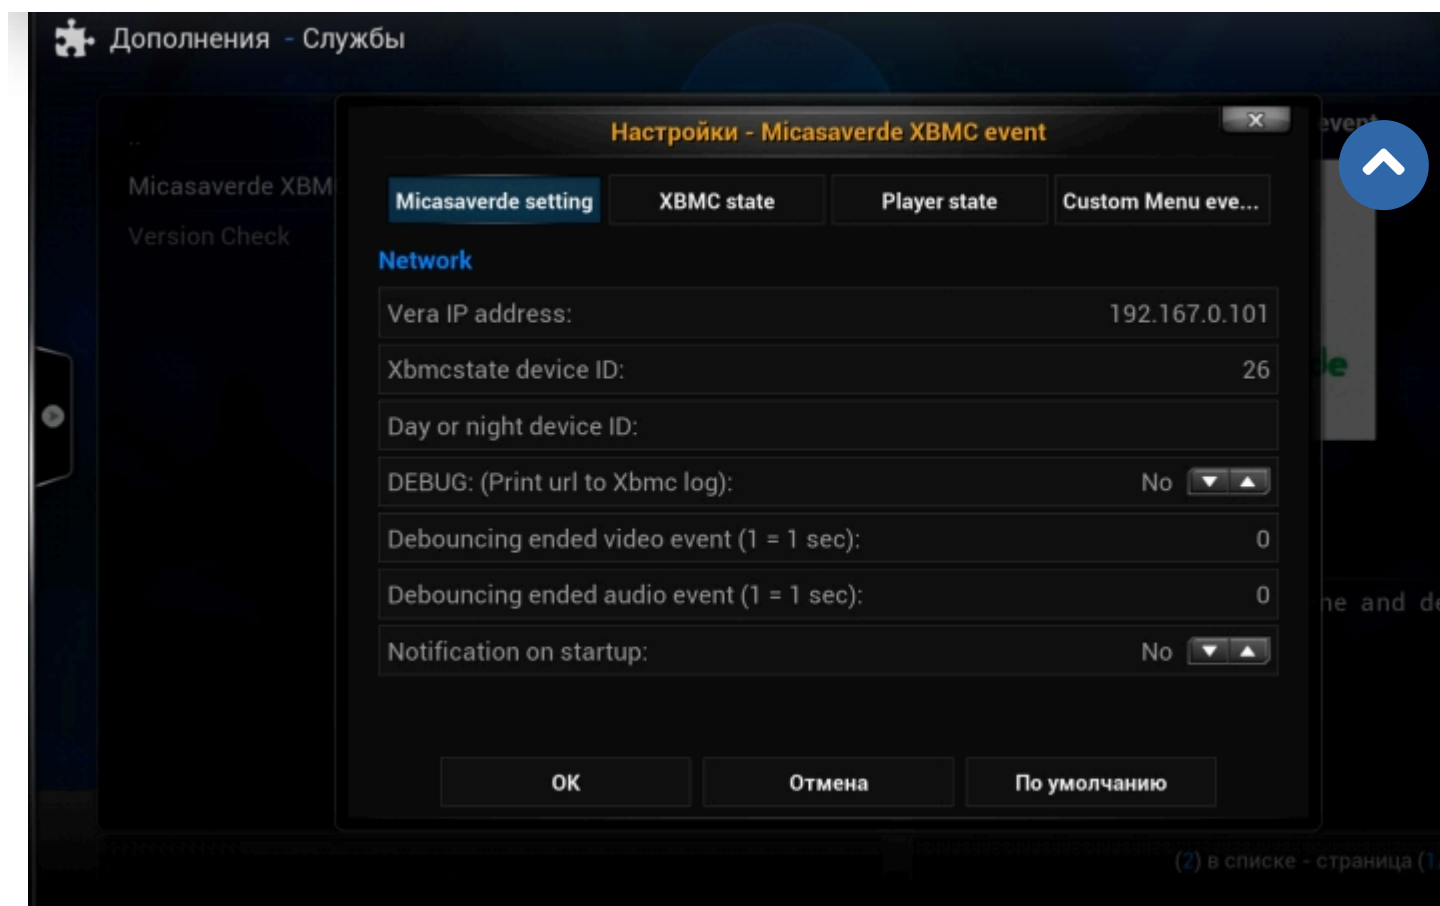 Дополнения - Службы
Настройки - Micasaverde XBMC event
event
..
Micasaverde XBM
Version Check
Micasaverde setting XBMC state Player state Custom Menu eve...
Network
Vera IP address: 192.167.0.101
Xbmcstate device ID: 26
Day or night device ID:
DEBUG: (Print url to Xbmc log): No
Debouncing ended video event (1 = 1 sec): 0
Debouncing ended audio event (1 = 1 sec): 0
Notification on startup: No
OK Отмена По умолчанию
(2) в списке - страница (1